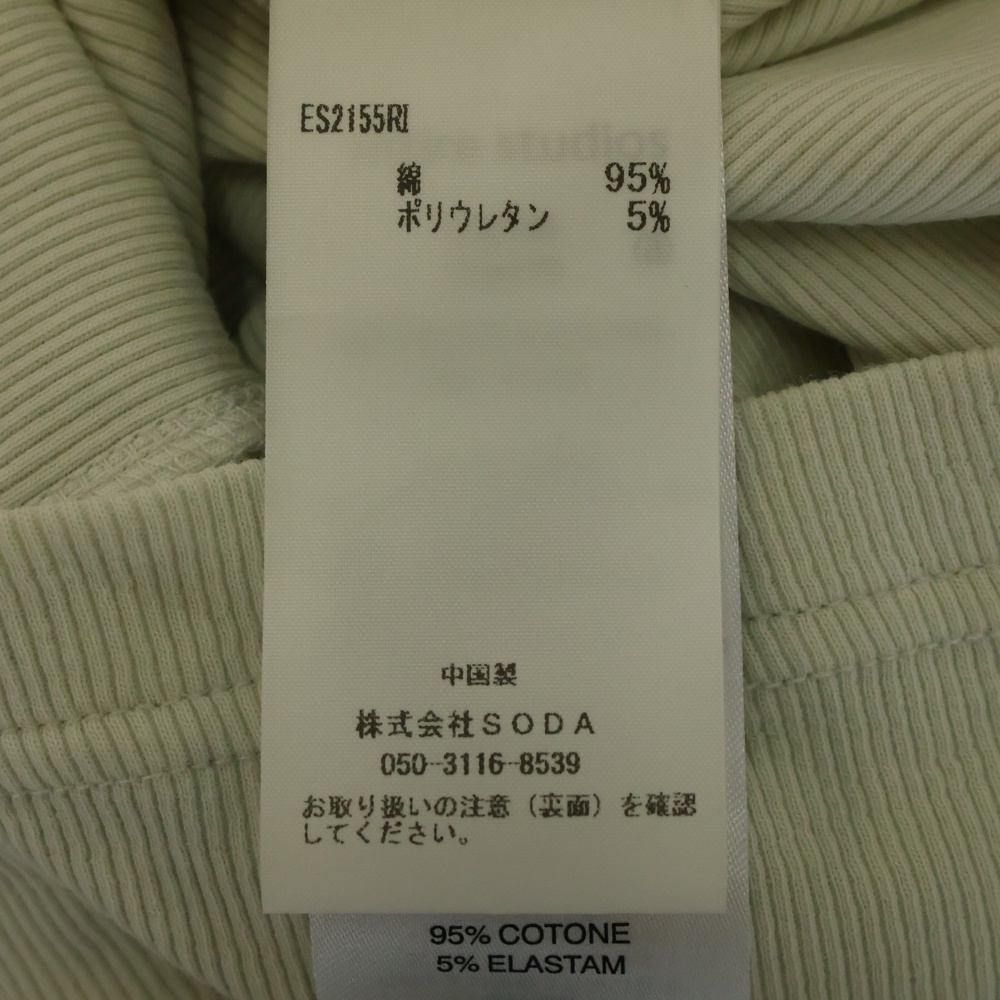 ES2155RI
綿 95%
ポリウレタン 5%
中国製
株式会社SODA
050-3116-8539
お取り扱いの注意（裏面）を確認
してください。
95% COTONE
5% ELASTAM